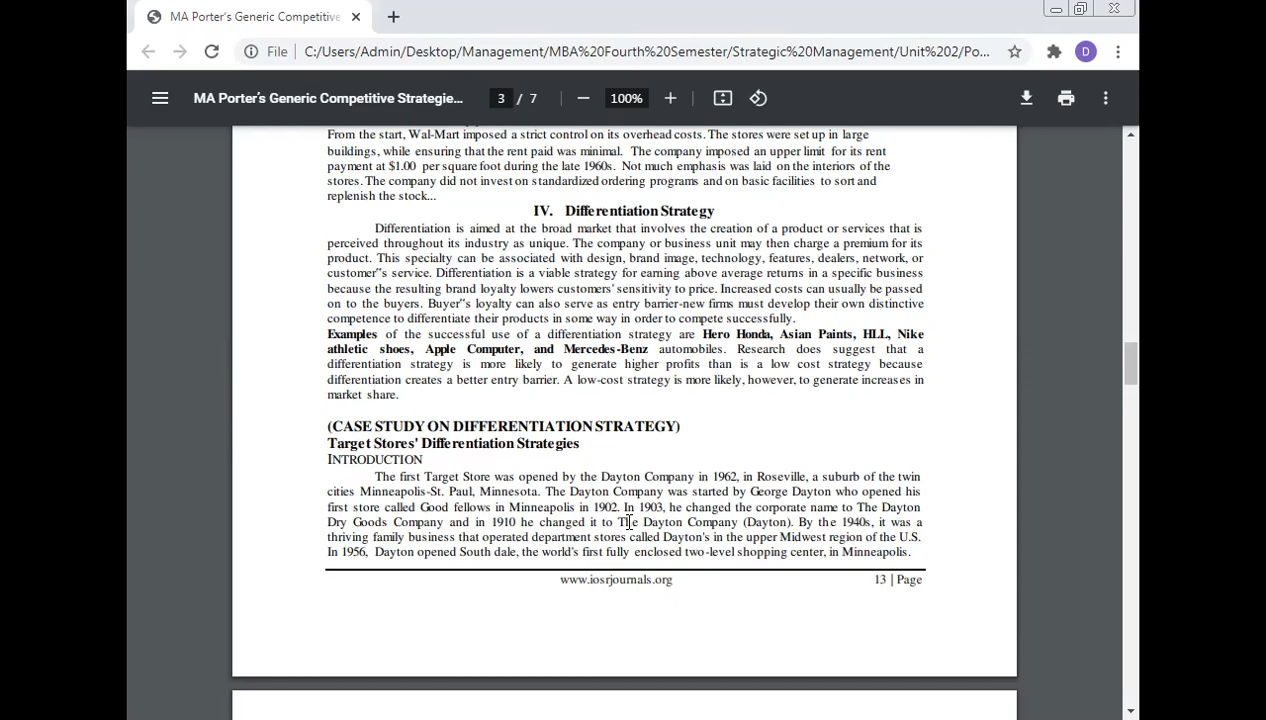 MA Porter's Generic Competitive
File
C:/Users/Admin/Desktop/Management/MBA%20Fourth%20Semester/Strategic%20Management/Unit%202/Po...
D
MA Porter's Generic Competitive Strategie...
3 / 7
100%
From the start, Wal-Mart imposed a strict control on its overhead costs. The stores were set up in large
buildings, while ensuring that the rent paid was minimal. The company imposed an upper limit for its rent
payment at $1.00 per square foot during the late 1960s. Not much emphasis was laid on the interiors of the
stores. The company did not invest on standardized ordering programs and on basic facilities to sort and
replenish the stock...
IV. Differentiation Strategy
Differentiation is aimed at the broad market that involves the creation of a product or services that is
perceived throughout its industry as unique. The company or business unit may then charge a premium for its
product. This specialty can be associated with design, brand image, technology, features, dealers, network, or
customer‟s service. Differentiation is a viable strategy for earning above average returns in a specific business
because the resulting brand loyalty lowers customers' sensitivity to price. Increased costs can usually be passed
on to the buyers. Buyer‟s loyalty can also serve as entry barrier-new firms must develop their own distinctive
competence to differentiate their products in some way in order to compete successfully.
Examples of the successful use of a differentiation strategy are Hero Honda, Asian Paints, HLL, Nike
athletic shoes, Apple Computer, and Mercedes-Benz automobiles. Research does suggest that a
differentiation strategy is more likely to generate higher profits than is a low cost strategy because
differentiation creates a better entry barrier. A low-cost strategy is more likely, however, to generate increases in
market share.
(CASE STUDY ON DIFFERENTIATION STRATEGY)
Target Stores' Differentiation Strategies
INTRODUCTION
The first Target Store was opened by the Dayton Company in 1962, in Roseville, a suburb of the twin
cities Minneapolis-St. Paul, Minnesota. The Dayton Company was started by George Dayton who opened his
first store called Good fellows in Minneapolis in 1902. In 1903, he changed the corporate name to The Dayton
Dry Goods Company and in 1910 he changed it to The Dayton Company (Dayton). By the 1940s, it was a
thriving family business that operated department stores called Dayton's in the upper Midwest region of the U.S.
In 1956, Dayton opened South dale, the world's first fully enclosed two-level shopping center, in Minneapolis.
www.iosrjournals.org
13 | Page